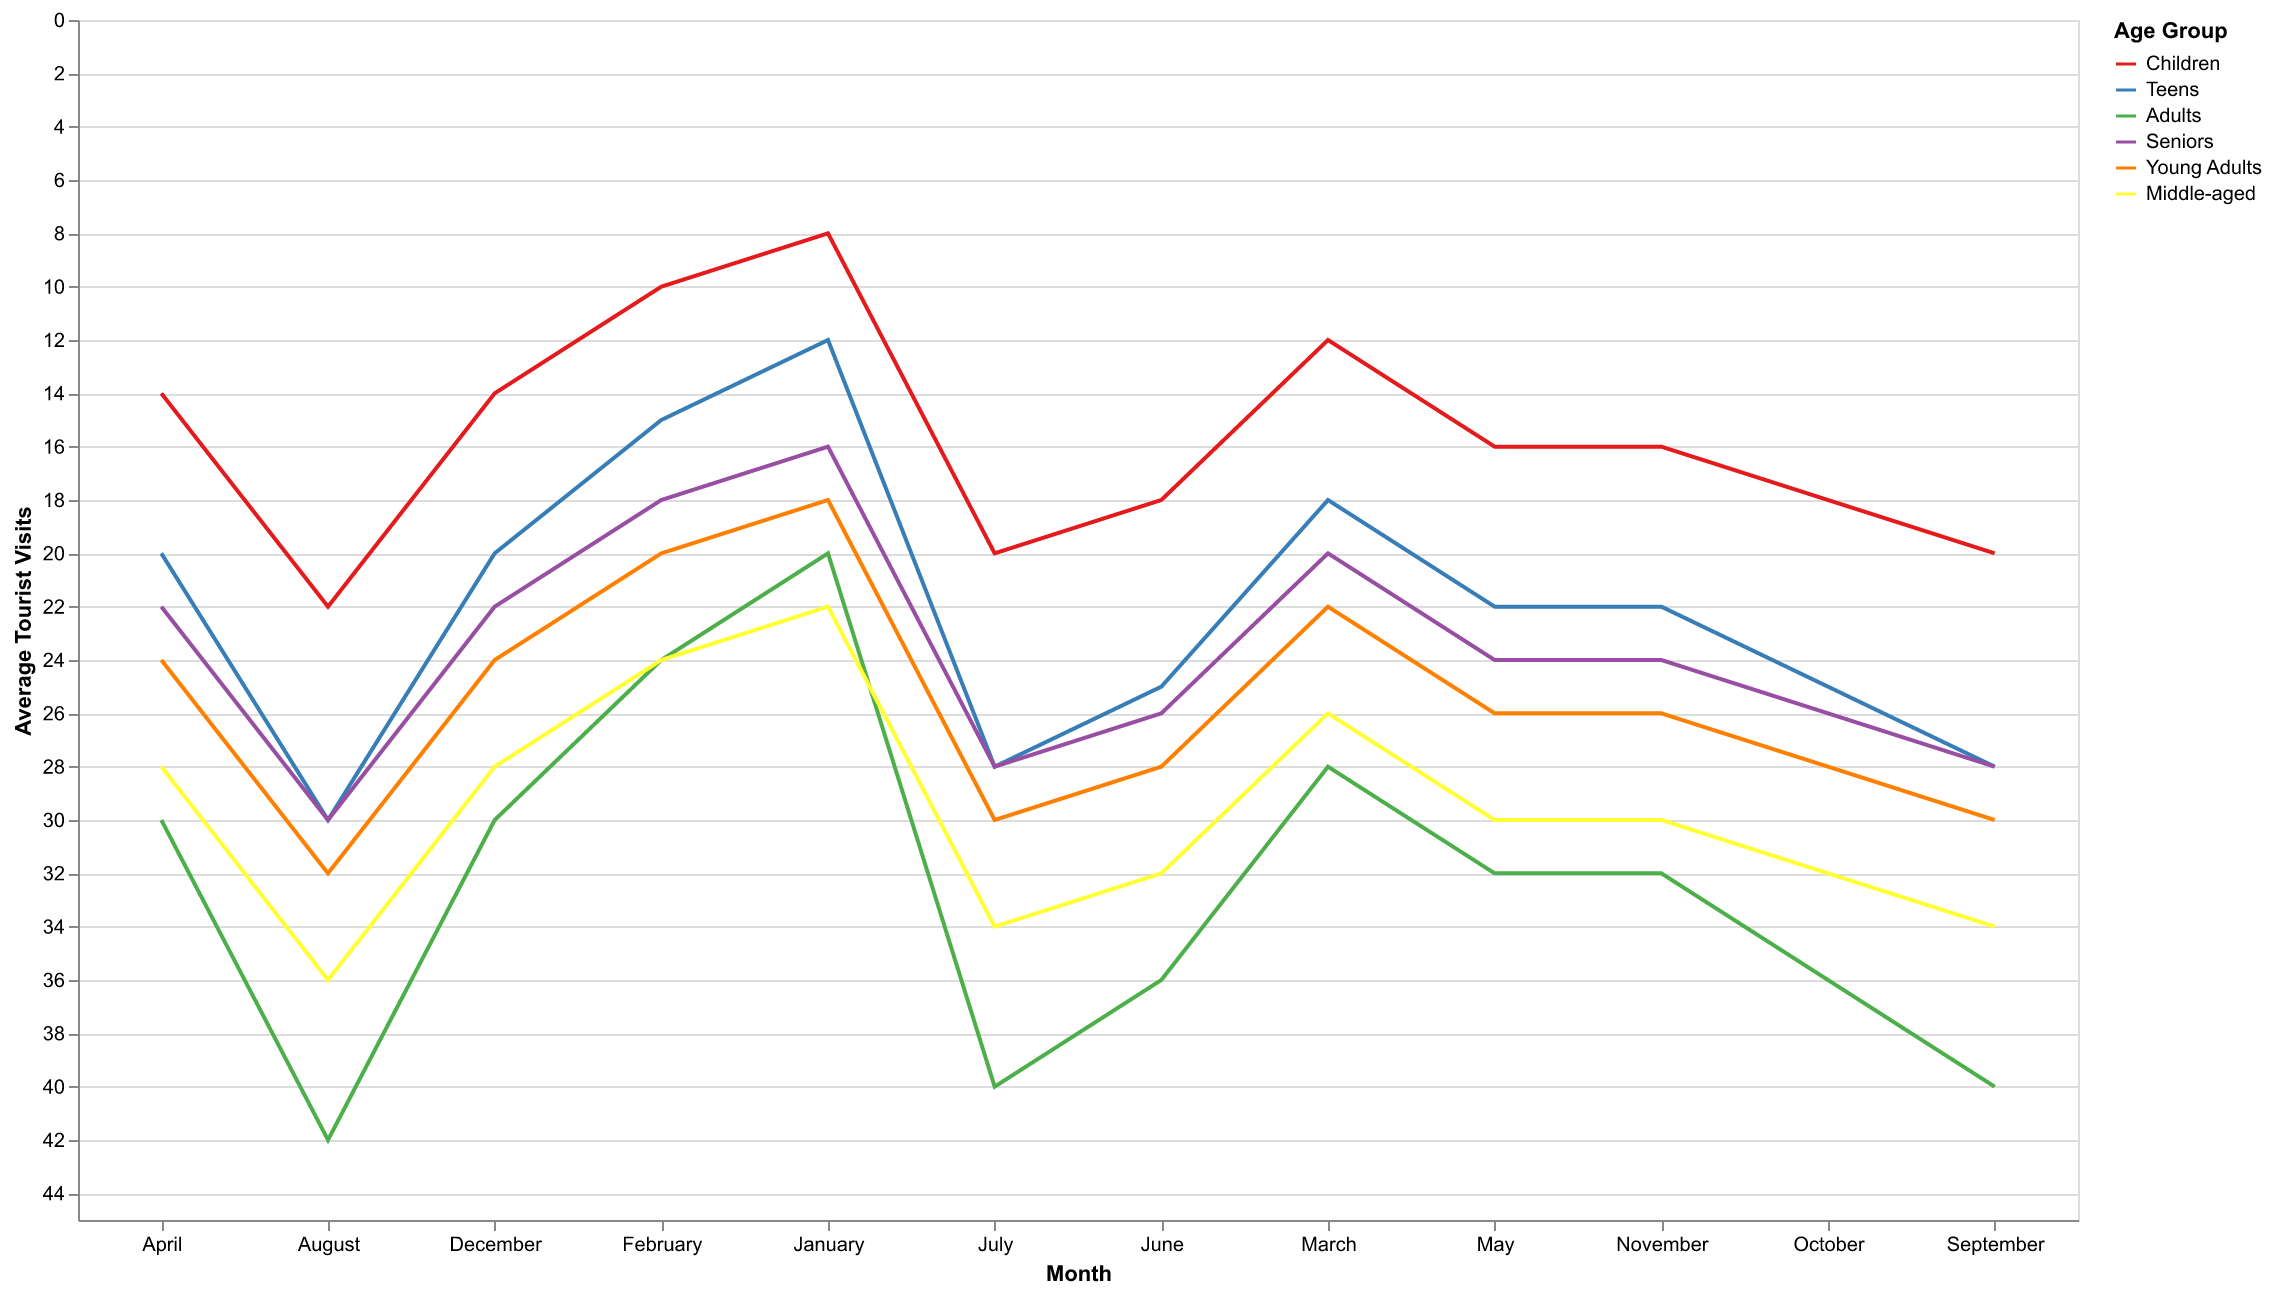 0
2
4
6
8
10
12
14
16
18
20
22
24
26
28
30
32
34
36
38
40
42
44
Average Tourist Visits
April August December February January July June March May November October September
Month
Age Group
Children
Teens
Adults
Seniors
Young Adults
Middle-aged